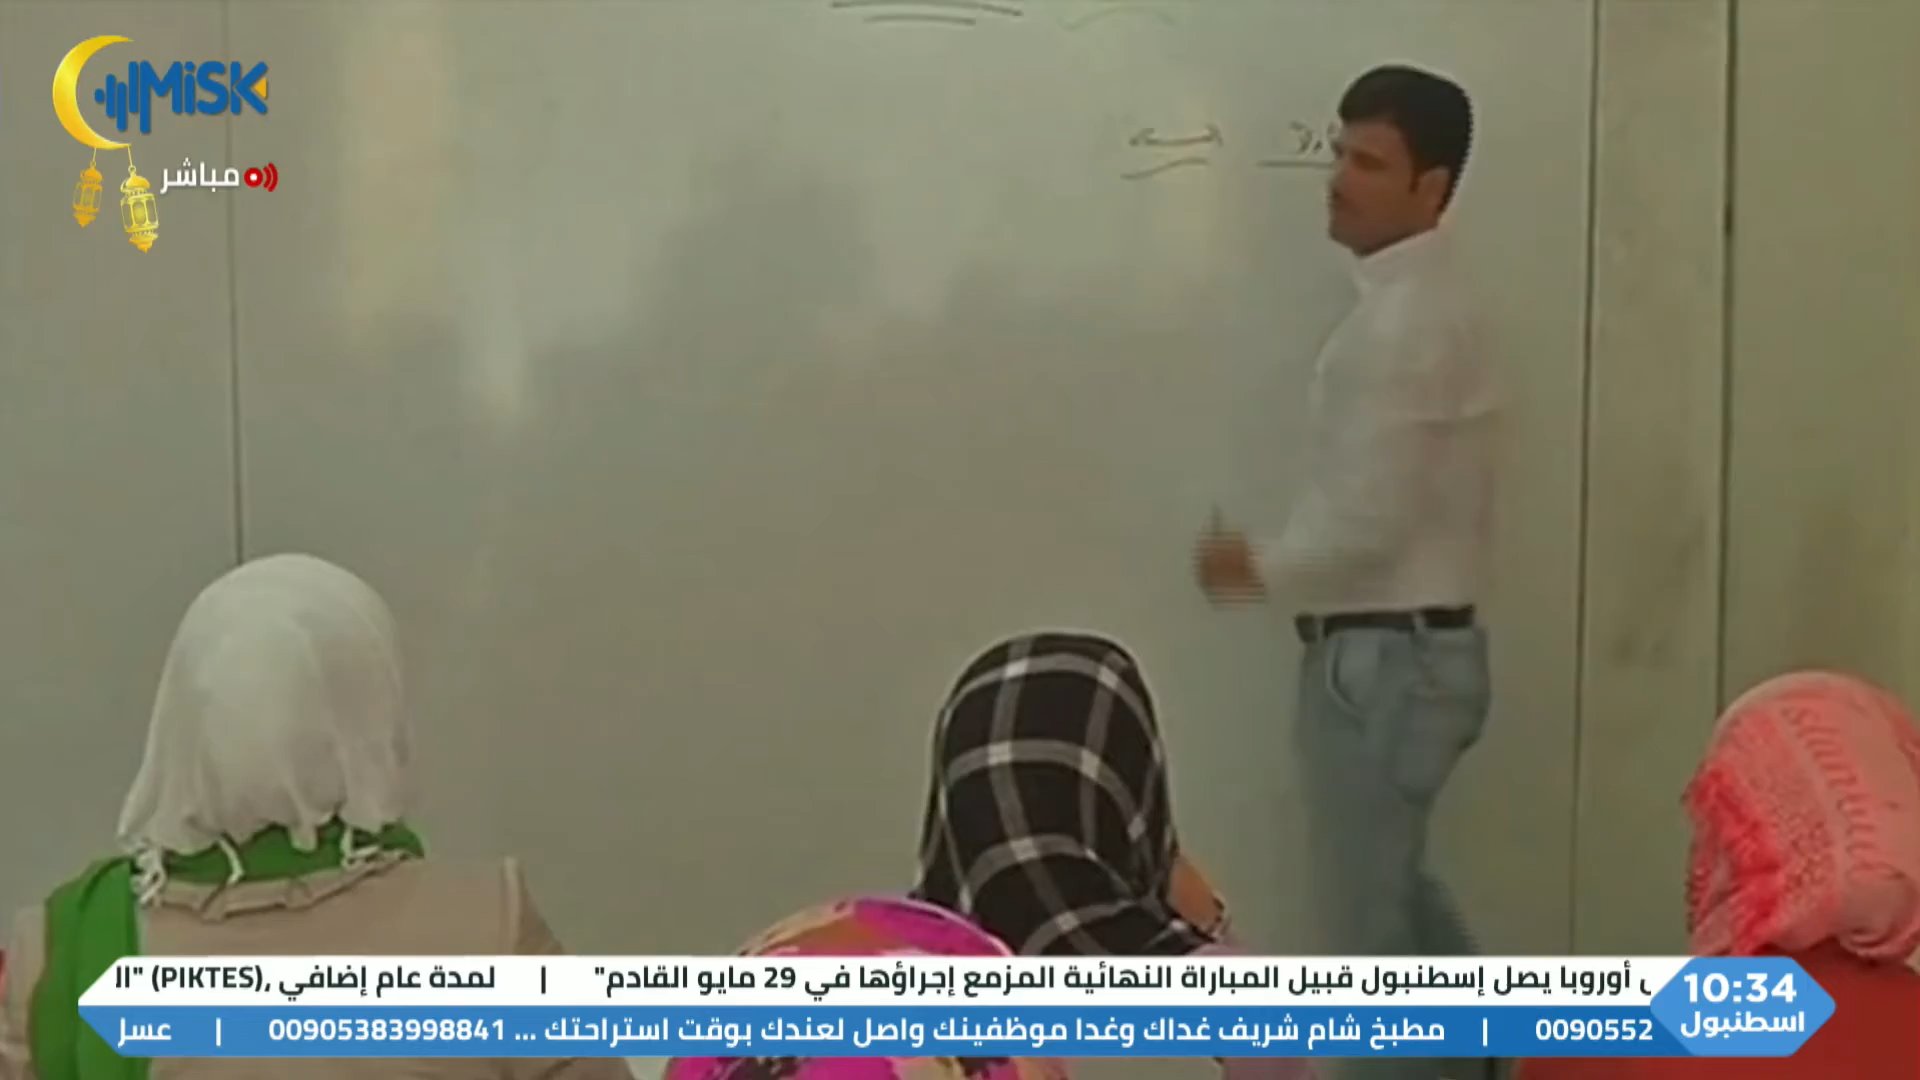 MiSK
مباشر
ى أوروبا يصل إسطنبول قبيل المباراة النهائية المزمع إجراؤها في 29 مايو القادم" | لمدة عام إضافي ,(PIKTES) "ال
10:34
اسطنبول
0090552 | مطبخ شام شريف غداك وغدا موظفينك واصل لعندك بوقت استراحتك ... 00905383998841 | عسل